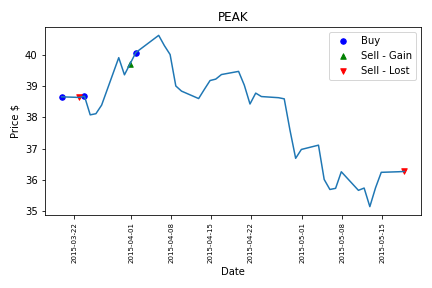 PEAK
Buy
Sell - Gain
Sell - Lost
Price $
40
39
38
37
36
35
2015-03-22
2015-04-01
2015-04-08
2015-04-15
2015-04-22
2015-05-01
2015-05-08
2015-05-15
Date